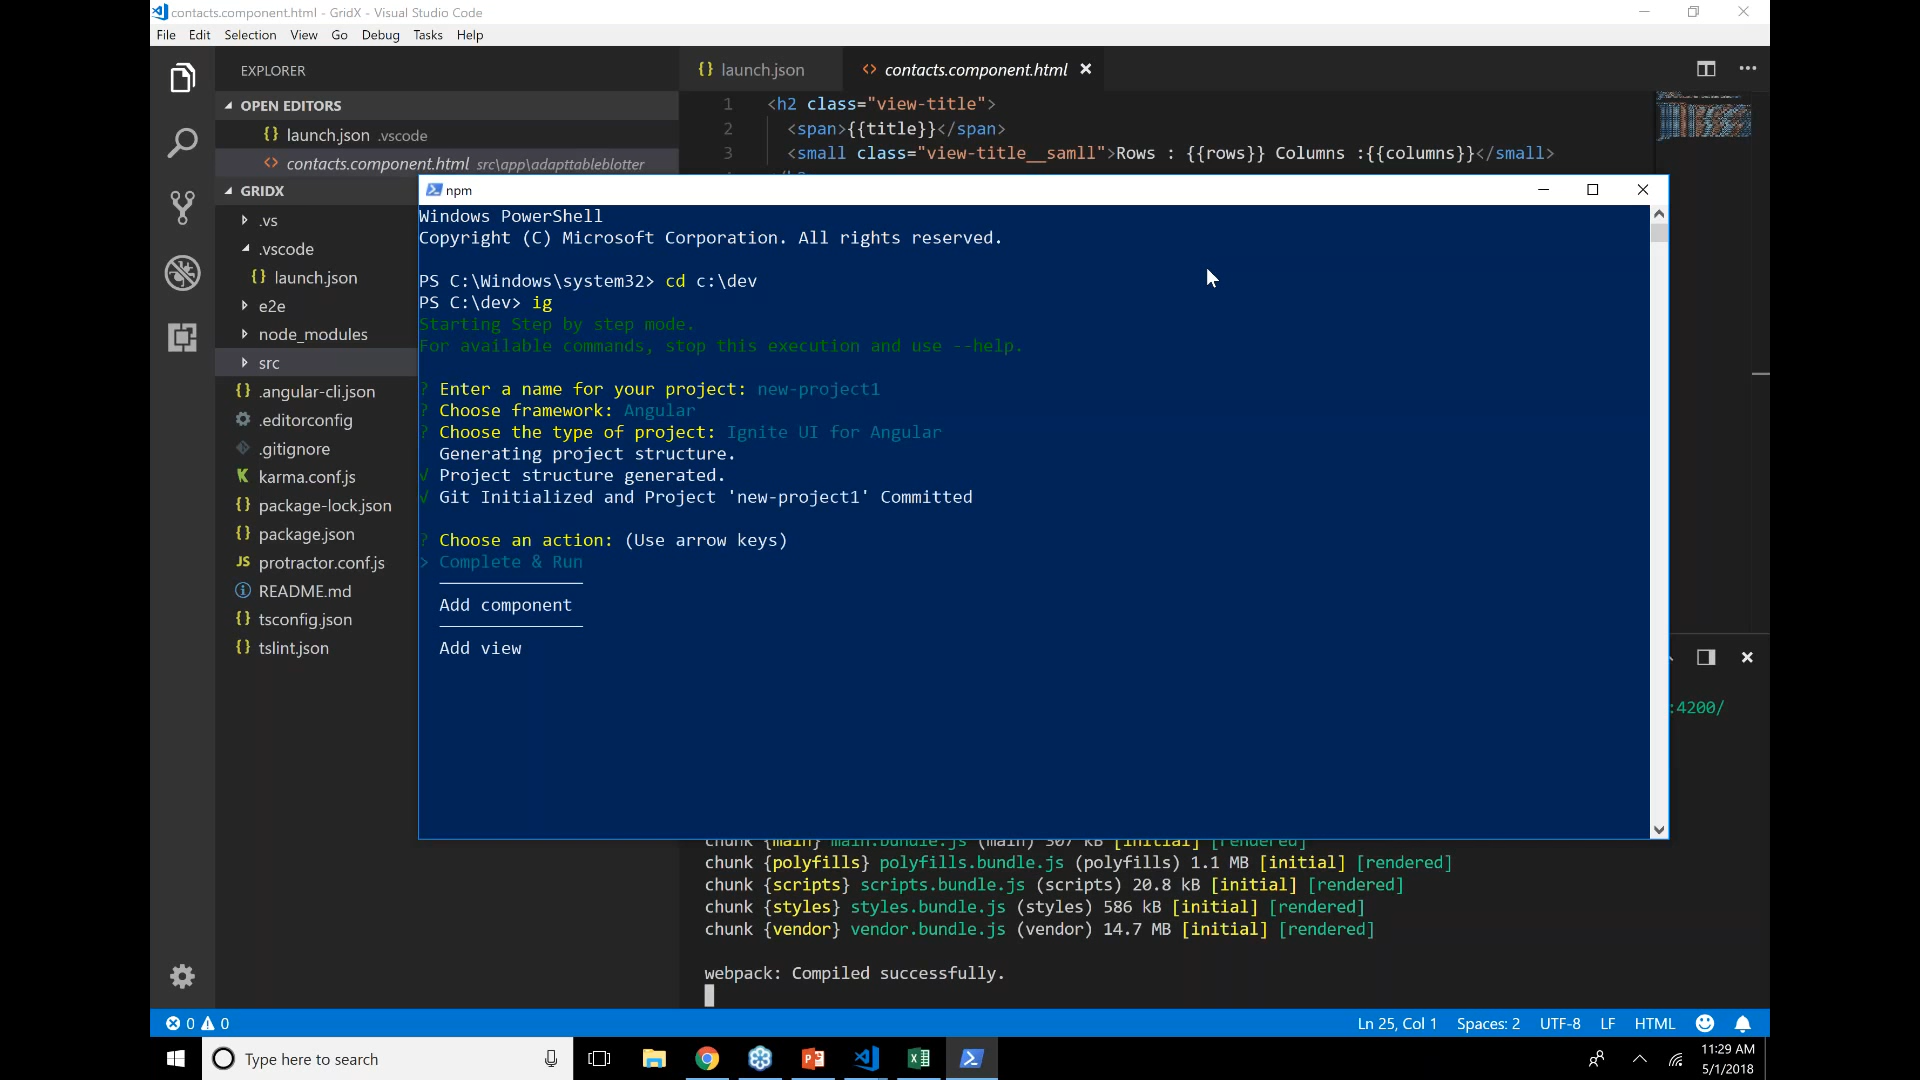 contacts.component.html - GridX - Visual Studio Code
File Edit Selection View Go Debug Tasks Help
EXPLORER
OPEN EDITORS
launch.json .vscode
contacts.component.html src\app\adapttableblotter
GRIDX
.vs
.vscode
launch.json
e2e
node_modules
src
.angular-cli.json
.editorconfig
.gitignore
karma.conf.js
package-lock.json
package.json
protractor.conf.js
README.md
tsconfig.json
tslint.json
launch.json
contacts.component.html
1 <h2 class="view-title">
2 <span>{{title}}</span>
3 <small class="view-title__samll">Rows : {{rows}} Columns :{{columns}}</small>
npm
Windows PowerShell
Copyright (C) Microsoft Corporation. All rights reserved.
PS C:\Windows\system32> cd c:\dev
PS C:\dev> ig
Starting Step by step mode.
For available commands, stop this execution and use --help.
? Enter a name for your project: new-project1
? Choose framework: Angular
? Choose the type of project: Ignite UI for Angular
Generating project structure.
√ Project structure generated.
√ Git Initialized and Project 'new-project1' Committed
? Choose an action: (Use arrow keys)
> Complete & Run
Add component
Add view
:4200/
chunk {main} main.bundle.js (main) 307 kB [initial] [rendered]
chunk {polyfills} polyfills.bundle.js (polyfills) 1.1 MB [initial] [rendered]
chunk {scripts} scripts.bundle.js (scripts) 20.8 kB [initial] [rendered]
chunk {styles} styles.bundle.js (styles) 586 kB [initial] [rendered]
chunk {vendor} vendor.bundle.js (vendor) 14.7 MB [initial] [rendered]
webpack: Compiled successfully.
0 0
Ln 25, Col 1 Spaces: 2 UTF-8 LF HTML
Type here to search
11:29 AM
5/1/2018